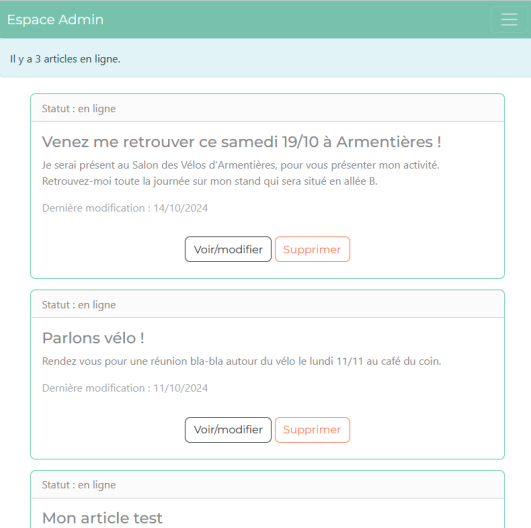 Espace Admin
Il y a 3 articles en ligne.
Statut : en ligne
Venez me retrouver ce samedi 19/10 à Armentières !
Je serai présent au Salon des Vélos d'Armentières, pour vous présenter mon activité.
Retrouvez-moi toute la journée sur mon stand qui sera situé en allée B.
Dernière modification : 14/10/2024
Voir/modifier Supprimer
Statut : en ligne
Parlons vélo !
Rendez vous pour une réunion bla-bla autour du vélo le lundi 11/11 au café du coin.
Dernière modification : 11/10/2024
Voir/modifier Supprimer
Statut : en ligne
Mon article test